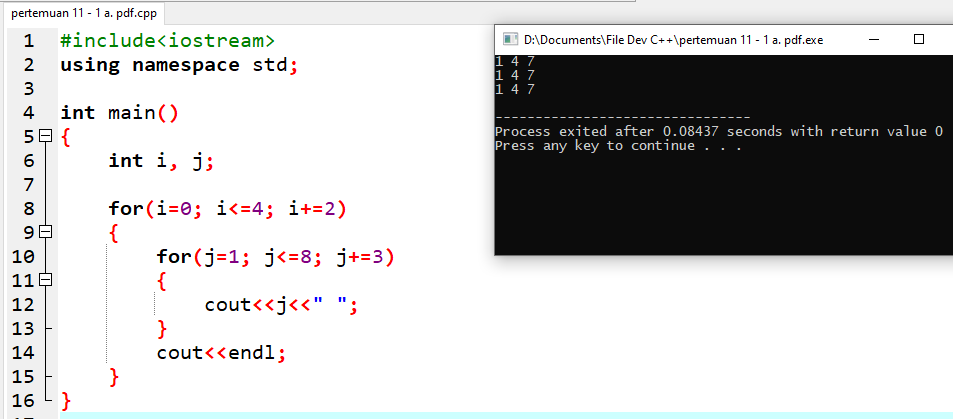 pertemuan 11 - 1 a. pdf.cpp
1 #include<iostream>
2 using namespace std;
3
4 int main()
5 {
6 int i, j;
7
8 for(i=0; i<=4; i+=2)
9 {
10 for(j=1; j<=8; j+=3)
11 {
12 cout<<j<<" ";
13 }
14 cout<<endl;
15 }
16 }
D:\Documents\File Dev C++\pertemuan 11 - 1 a. pdf.exe
1 4 7
1 4 7
1 4 7
--------------------------------
Process exited after 0.08437 seconds with return value 0
Press any key to continue . . .